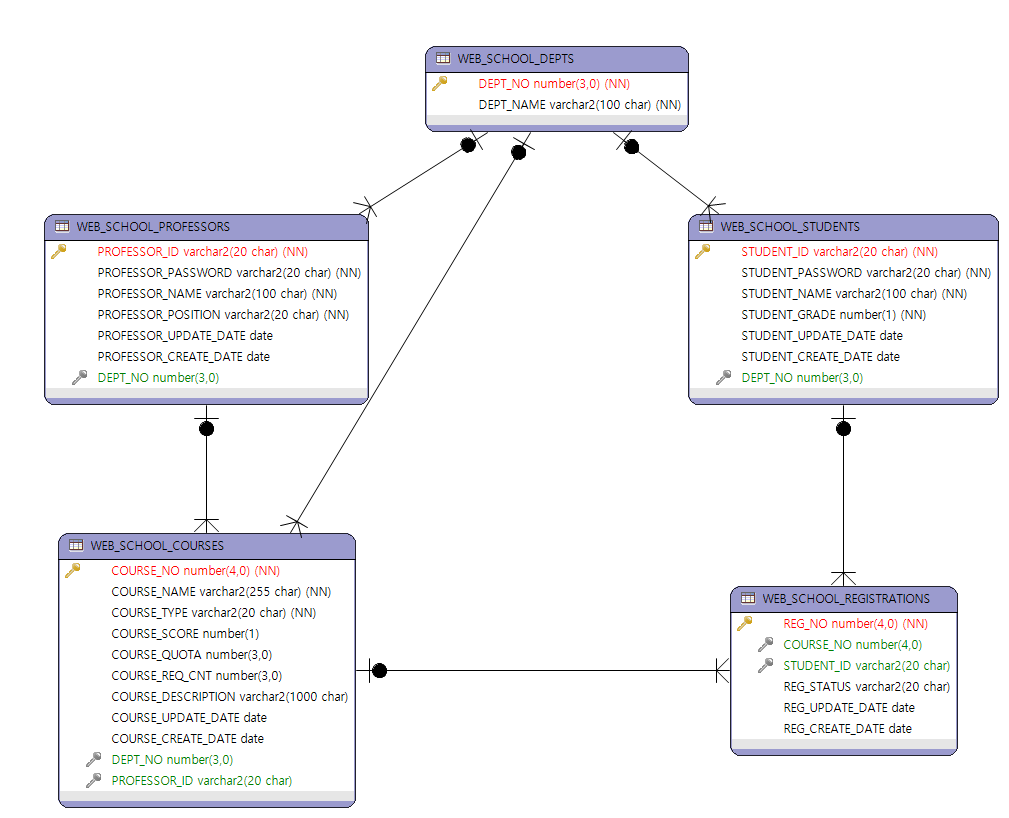 WEB_SCHOOL_DEPTS
DEPT_NO number(3,0) (NN)
DEPT_NAME varchar2(100 char) (NN)
WEB_SCHOOL_PROFESSORS
PROFESSOR_ID varchar2(20 char) (NN)
PROFESSOR_PASSWORD varchar2(20 char) (NN)
PROFESSOR_NAME varchar2(100 char) (NN)
PROFESSOR_POSITION varchar2(20 char) (NN)
PROFESSOR_UPDATE_DATE date
PROFESSOR_CREATE_DATE date
DEPT_NO number(3,0)
WEB_SCHOOL_STUDENTS
STUDENT_ID varchar2(20 char) (NN)
STUDENT_PASSWORD varchar2(20 char) (NN)
STUDENT_NAME varchar2(100 char) (NN)
STUDENT_GRADE number(1) (NN)
STUDENT_UPDATE_DATE date
STUDENT_CREATE_DATE date
DEPT_NO number(3,0)
WEB_SCHOOL_COURSES
COURSE_NO number(4,0) (NN)
COURSE_NAME varchar2(255 char) (NN)
COURSE_TYPE varchar2(20 char) (NN)
COURSE_SCORE number(1)
COURSE_QUOTA number(3,0)
COURSE_REQ_CNT number(3,0)
COURSE_DESCRIPTION varchar2(1000 char)
COURSE_UPDATE_DATE date
COURSE_CREATE_DATE date
DEPT_NO number(3,0)
PROFESSOR_ID varchar2(20 char)
WEB_SCHOOL_REGISTRATIONS
REG_NO number(4,0) (NN)
COURSE_NO number(4,0)
STUDENT_ID varchar2(20 char)
REG_STATUS varchar2(20 char)
REG_UPDATE_DATE date
REG_CREATE_DATE date